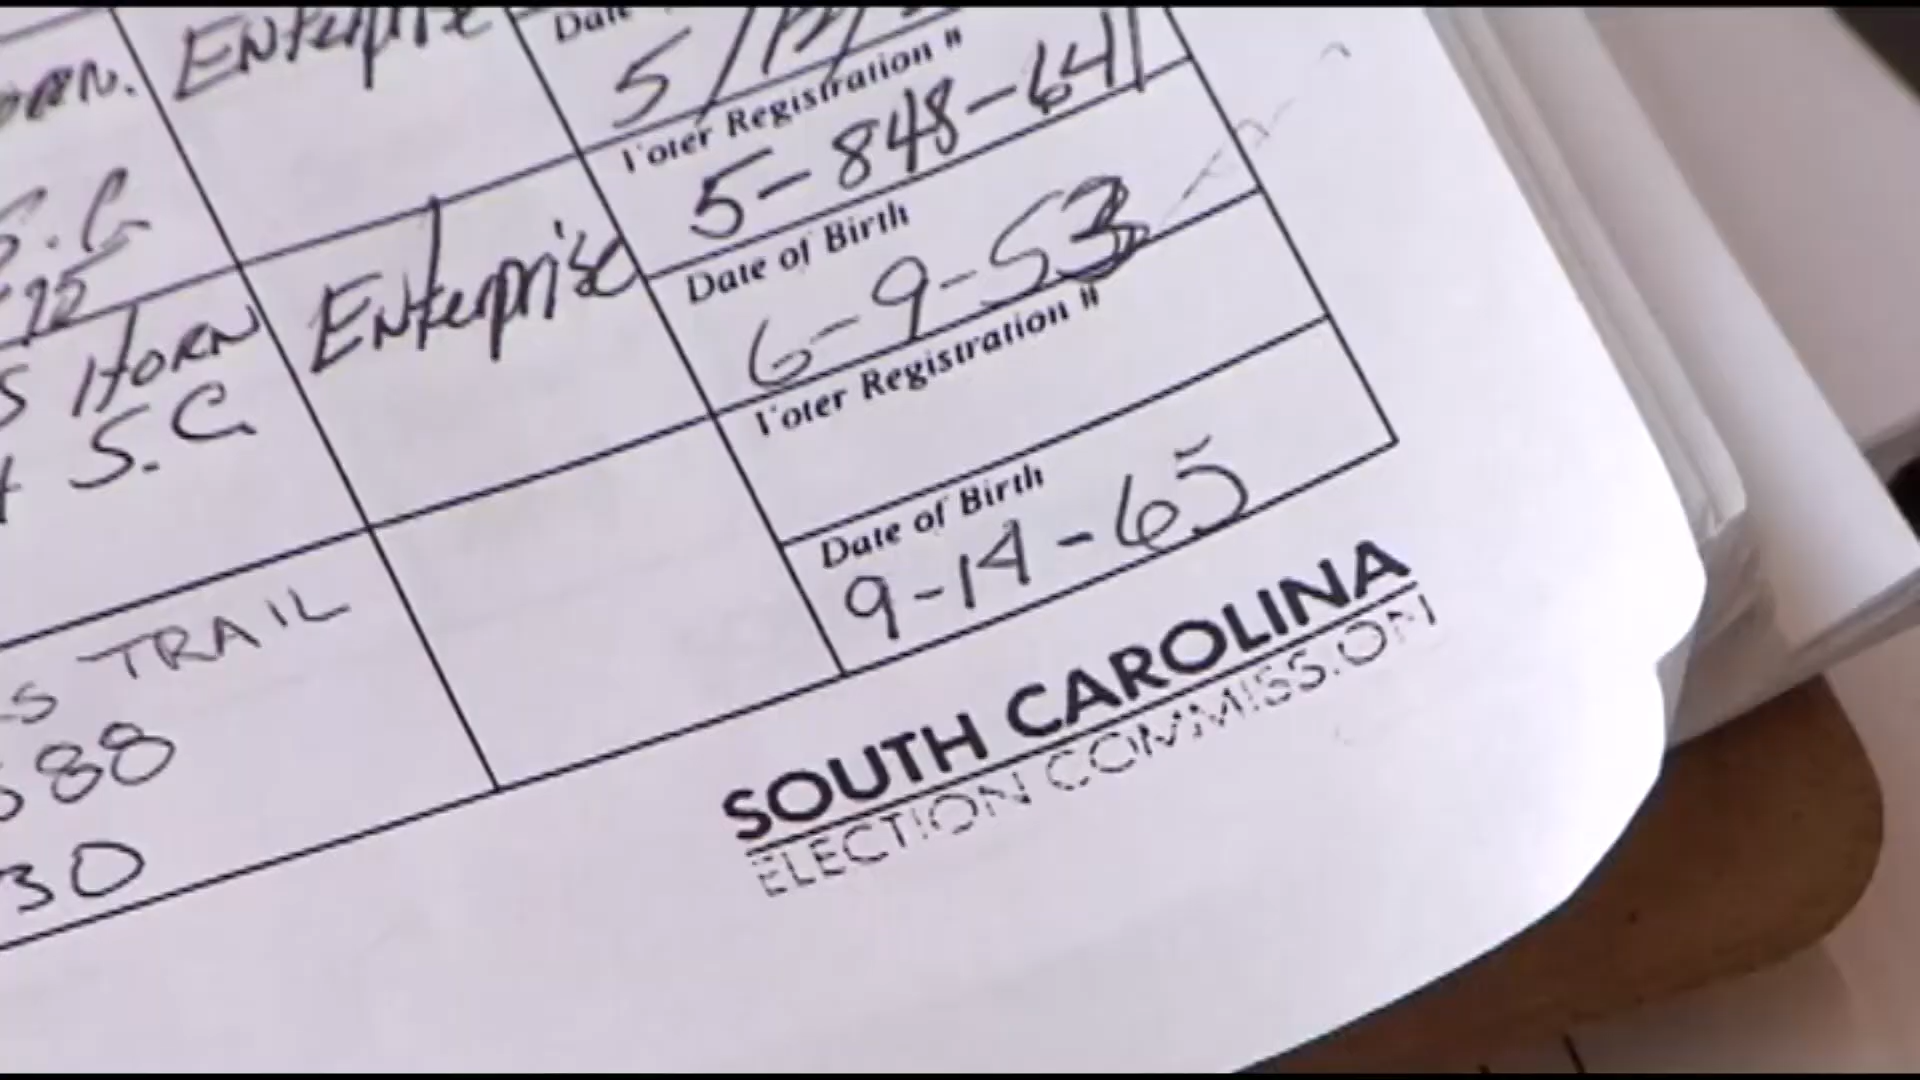 Enterprise
Date
5/
S.C
Voter Registration #
5-848-641
Date of Birth
6-9-53
HORN
Enterprise
S.C
Voter Registration #
Date of Birth
9-14-65
TRAIL
88
30
SOUTH CAROLINA
ELECTION COMMISSION